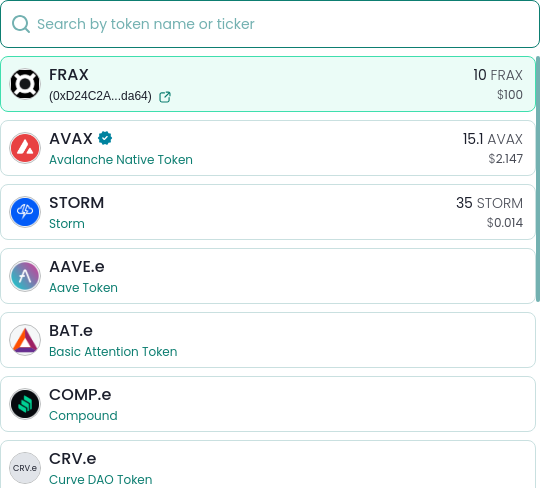 Search by token name or ticker
FRAX
10 FRAX
(0xD24C2A...da64)
$100
AVAX
15.1 AVAX
Avalanche Native Token
$2.147
STORM
35 STORM
Storm
$0.014
AAVE.e
Aave Token
BAT.e
Basic Attention Token
COMP.e
Compound
CRV.e
CRV.e
Curve DAO Token